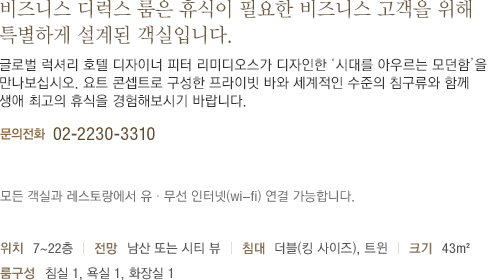 비즈니스 디럭스 룸은 휴식이 필요한 비즈니스 고객을 위해
특별하게 설계된 객실입니다.
글로벌 럭셔리 호텔 디자이너 피터 리미디오스가 디자인한 ‘시대를 아우르는 모던함’을
만나보십시오. 요트 콘셉트로 구성한 프라이빗 바와 세계적인 수준의 침구류와 함께
생애 최고의 휴식을 경험해보시기 바랍니다.
문의전화 02-2230-3310
모든 객실과 레스토랑에서 유 · 무선 인터넷(wi-fi) 연결 가능합니다.
위치 7~22층 | 전망 남산 또는 시티 뷰 | 침대 더블(킹 사이즈), 트윈 | 크기 43m²
룸구성 침실 1, 욕실 1, 화장실 1